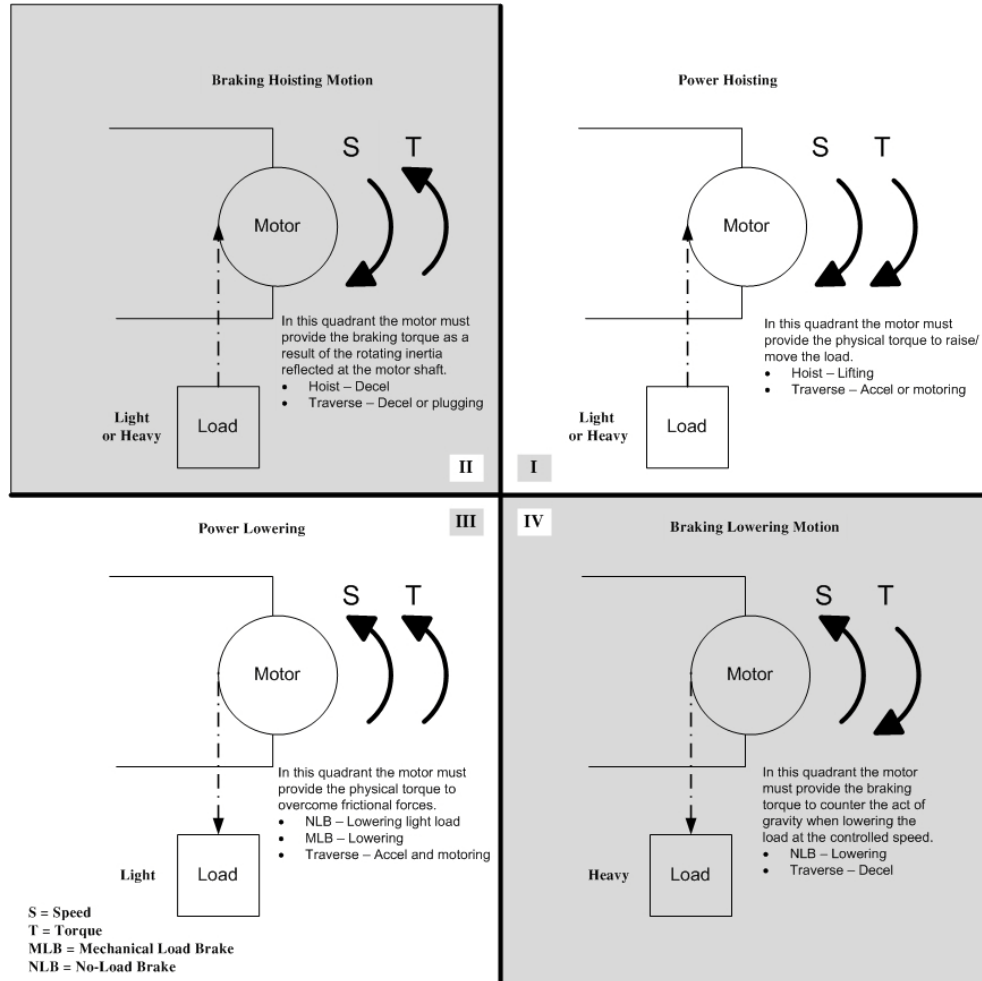 Braking Hoisting Motion
S T
Motor
In this quadrant the motor must
provide the braking torque as a
result of the rotating inertia
reflected at the motor shaft.
• Hoist – Decel
• Traverse – Decel or plugging
Light
or Heavy
Load
II
Power Hoisting
S T
Motor
In this quadrant the motor must
provide the physical torque to raise/
move the load.
• Hoist – Lifting
• Traverse – Accel or motoring
Light
or Heavy
Load
I
Power Lowering
III
S T
Motor
In this quadrant the motor must
provide the physical torque to
overcome frictional forces.
• NLB – Lowering light load
• MLB – Lowering
• Traverse – Accel and motoring
Light
Load
S = Speed
T = Torque
MLB = Mechanical Load Brake
NLB = No-Load Brake
IV
Braking Lowering Motion
S T
Motor
In this quadrant the motor
must provide the braking
torque to counter the act of
gravity when lowering the
load at the controlled speed.
• NLB – Lowering
• Traverse – Decel
Heavy
Load